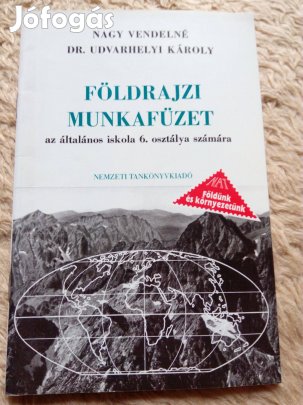 Jófogás
NAGY VENDELNÉ
DR. UDVARHELYI KÁROLY
FÖLDRAJZI
MUNKAFÜZET
az általános iskola 6. osztálya számára
NEMZETI TANKÖNYVKIADÓ
NAT
Földünk
és környezetünk